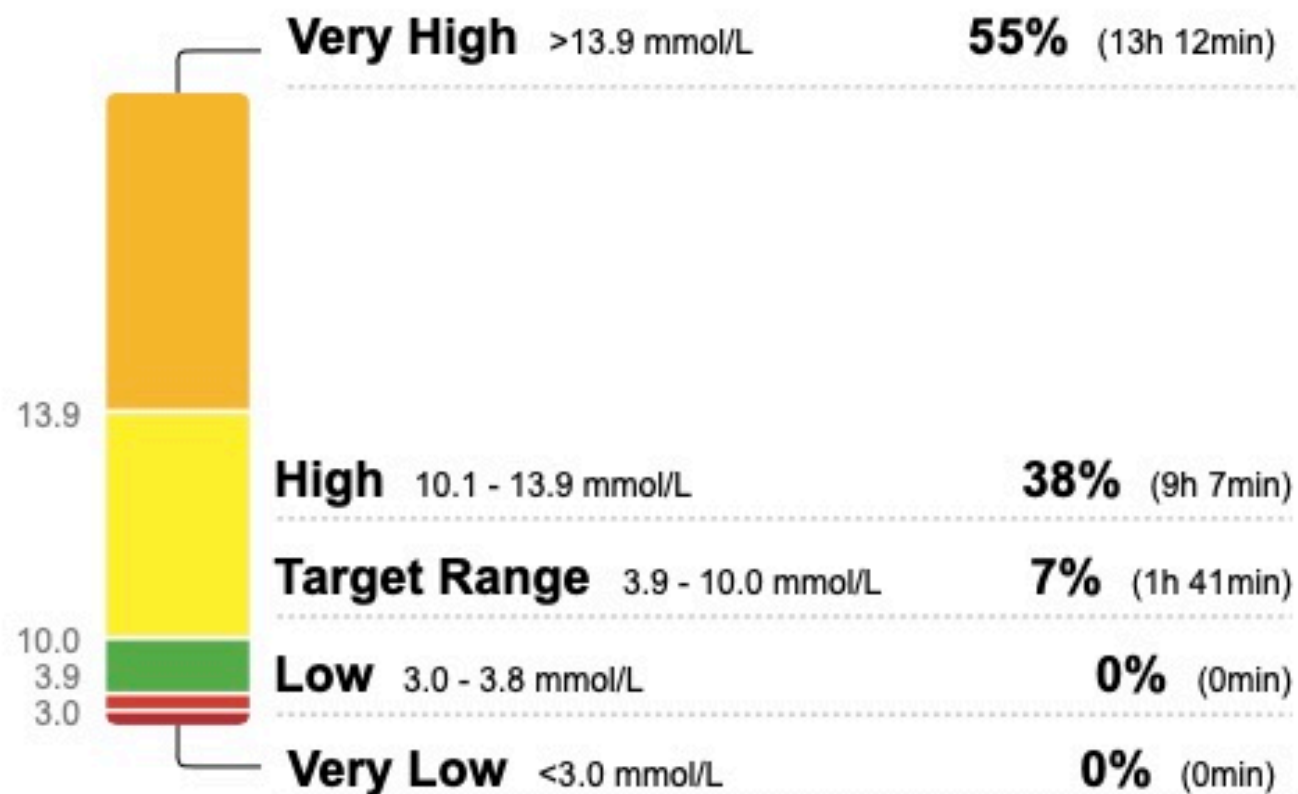 Very High >13.9 mmol/L 55% (13h 12min)
13.9
High 10.1 - 13.9 mmol/L 38% (9h 7min)
Target Range 3.9 - 10.0 mmol/L 7% (1h 41min)
10.0
3.9
Low 3.0 - 3.8 mmol/L 0% (0min)
3.0
Very Low <3.0 mmol/L 0% (0min)